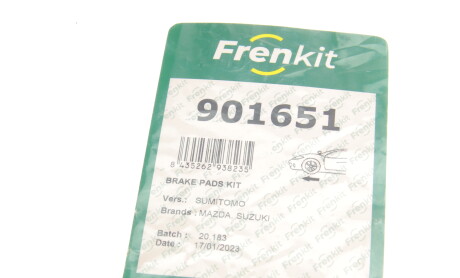 Frenkit
901651
8 435262 938235
BRAKE PADS KIT
Vers.: SUMITOMO
Brands : MAZDA, SUZUKI
Batch : 20.183
Date : 17/01/2023